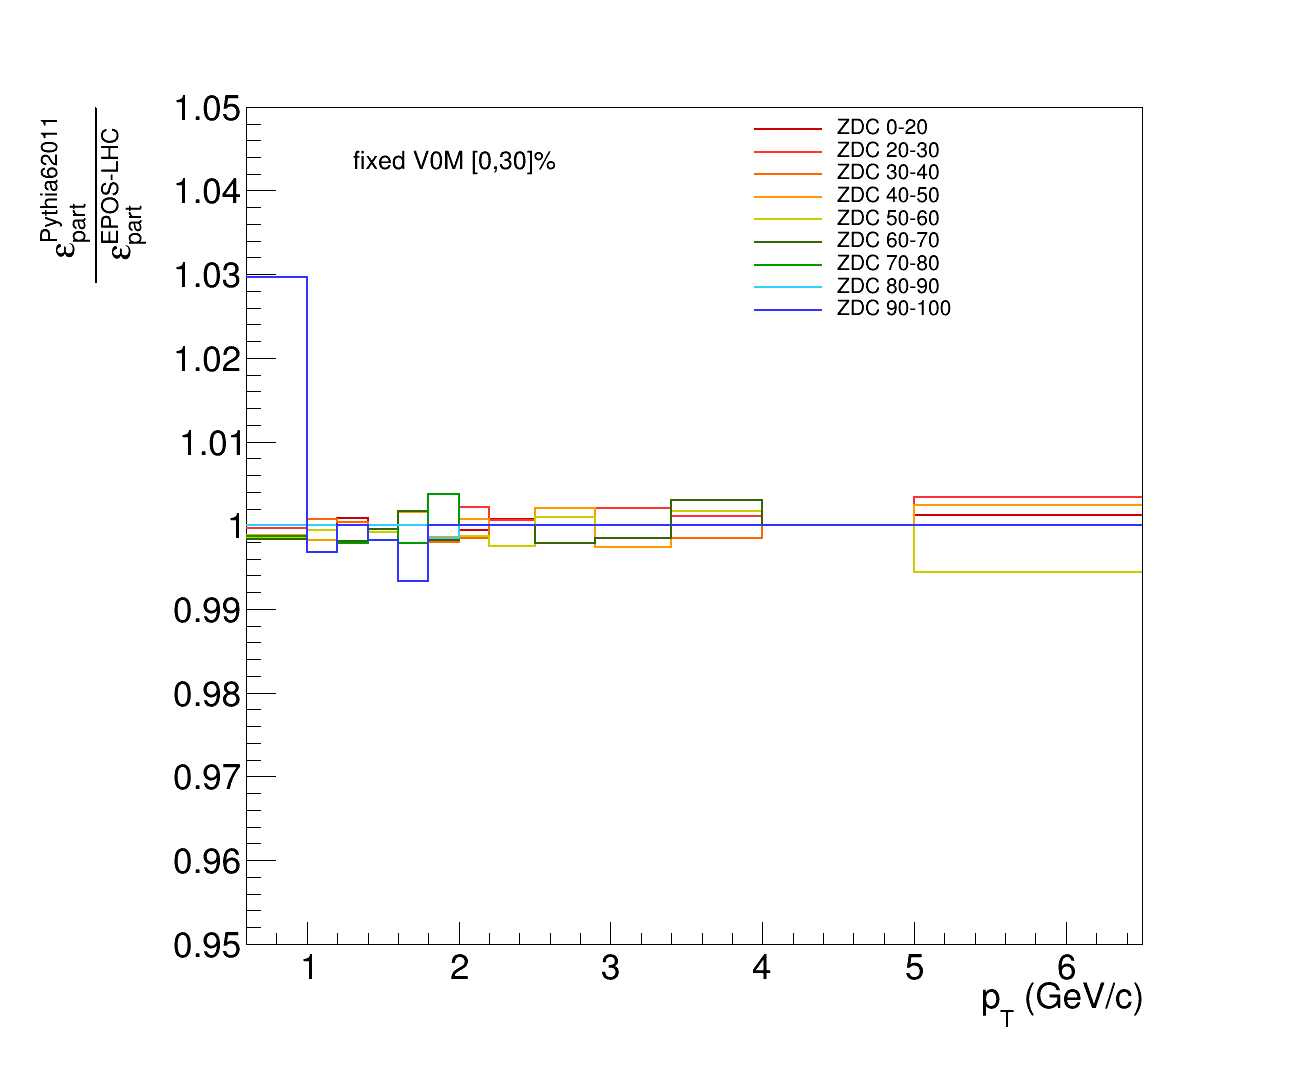 ε_part^Pythia62011
ε_part^EPOS-LHC
1.05
1.04
1.03
1.02
1.01
1
0.99
0.98
0.97
0.96
0.95
fixed V0M [0,30]%
ZDC 0-20
ZDC 20-30
ZDC 30-40
ZDC 40-50
ZDC 50-60
ZDC 60-70
ZDC 70-80
ZDC 80-90
ZDC 90-100
1 2 3 4 5 6
p_T (GeV/c)